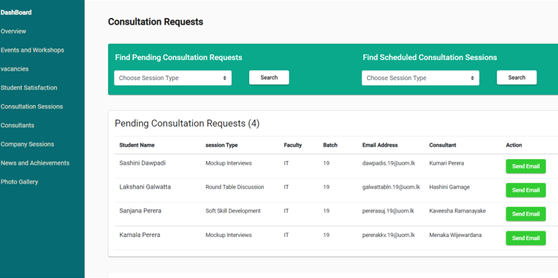 DashBoard
Overview
Events and Workshops
vacancies
Student Satisfaction
Consultation Sessions
Consultants
Company Sessions
News and Achievements
Photo Gallery
Consultation Requests
Find Pending Consultation Requests
Choose Session Type
Search
Find Scheduled Consultation Sessions
Choose Session Type
Search
Pending Consultation Requests (4)
Student Name session Type Faculty Batch Email Address Consultant Action
Sashini Dawpadi Mockup Interviews IT 19 dawpadis.19@uom.lk Kumari Perera Send Email
Lakshani Galwatta Round Table Discussion IT 19 galwattabln.19@uom.lk Hashini Gamage Send Email
Sanjana Perera Soft Skill Development IT 19 pererasuj.19@uom.lk Kaveesha Ramanayake Send Email
Kamala Perera Mockup Interviews IT 19 pererakkv.19@uom.lk Menaka Wijewardana Send Email